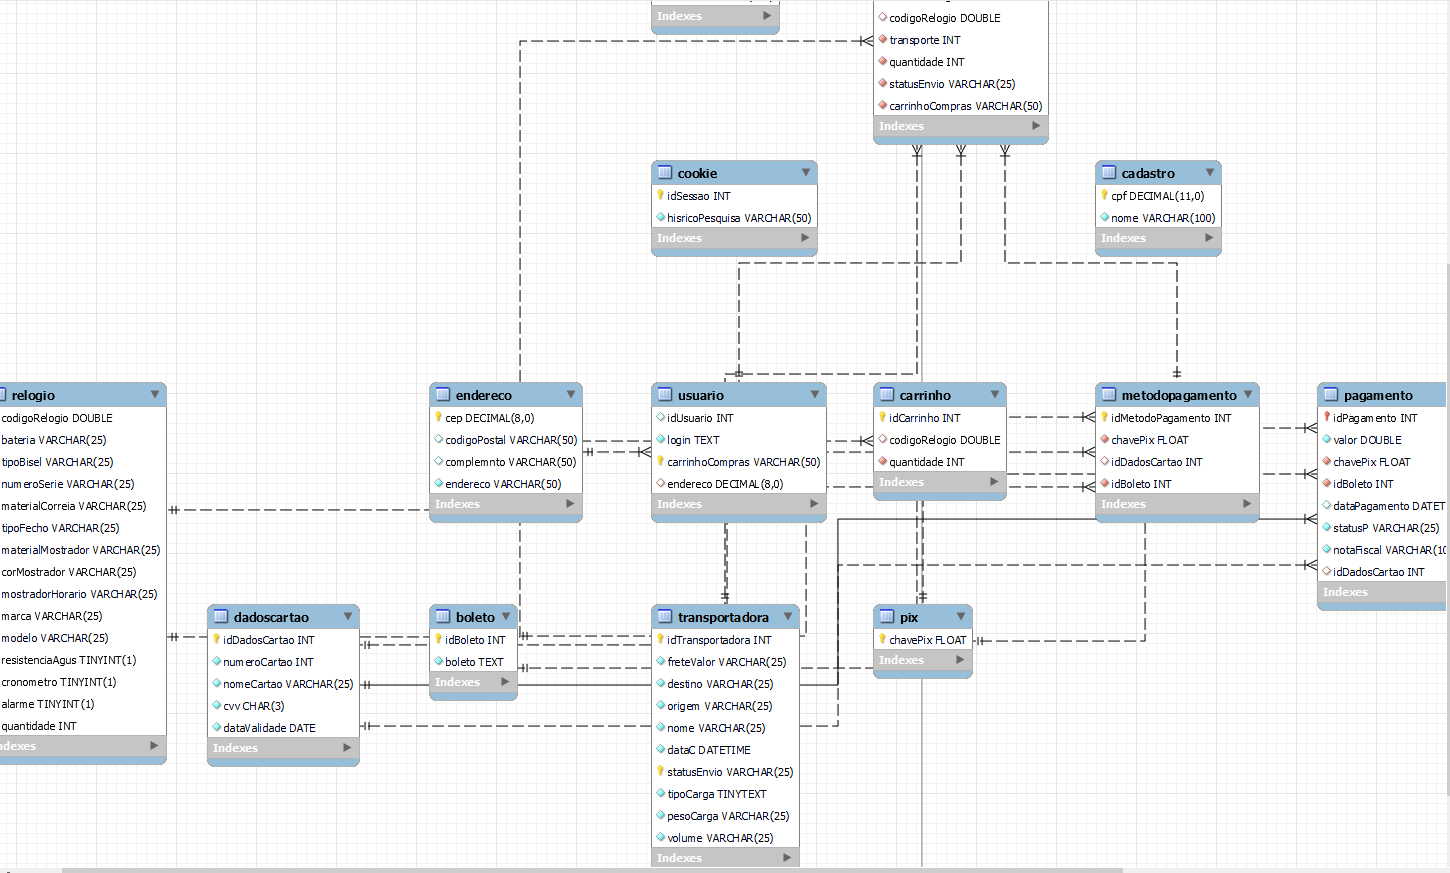 Indexes
codigoRelogio DOUBLE
transporte INT
quantidade INT
statusEnvio VARCHAR(25)
carrinhoCompras VARCHAR(50)
Indexes
cookie
idSessao INT
hisricoPesquisa VARCHAR(50)
Indexes
cadastro
cpf DECIMAL(11,0)
nome VARCHAR(100)
Indexes
relogio
codigoRelogio DOUBLE
bateria VARCHAR(25)
tipoBisel VARCHAR(25)
numeroSerie VARCHAR(25)
materialCorreia VARCHAR(25)
tipoFecho VARCHAR(25)
materialMostrador VARCHAR(25)
corMostrador VARCHAR(25)
mostradorHorario VARCHAR(25)
marca VARCHAR(25)
modelo VARCHAR(25)
resistenciaAgus TINYINT(1)
cronometro TINYINT(1)
alarme TINYINT(1)
quantidade INT
ndexes
endereco
cep DECIMAL(8,0)
codigoPostal VARCHAR(50)
complemnto VARCHAR(50)
endereco VARCHAR(50)
Indexes
usuario
idUsuario INT
login TEXT
carrinhoCompras VARCHAR(50)
endereco DECIMAL(8,0)
Indexes
carrinho
idCarrinho INT
codigoRelogio DOUBLE
quantidade INT
Indexes
metodopagamento
idMetodoPagamento INT
chavePix FLOAT
idDadosCartao INT
idBoleto INT
Indexes
pagamento
idPagamento INT
valor DOUBLE
chavePix FLOAT
idBoleto INT
dataPagamento DATET
statusP VARCHAR(25)
notaFiscal VARCHAR(10
idDadosCartao INT
Indexes
dadoscartao
idDadosCartao INT
numeroCartao INT
nomeCartao VARCHAR(25)
cvv CHAR(3)
dataValidade DATE
Indexes
boleto
idBoleto INT
boleto TEXT
Indexes
transportadora
idTransportadora INT
freteValor VARCHAR(25)
destino VARCHAR(25)
origem VARCHAR(25)
nome VARCHAR(25)
dataC DATETIME
statusEnvio VARCHAR(25)
tipoCarga TINYTEXT
pesoCarga VARCHAR(25)
volume VARCHAR(25)
Indexes
pix
chavePix FLOAT
Indexes